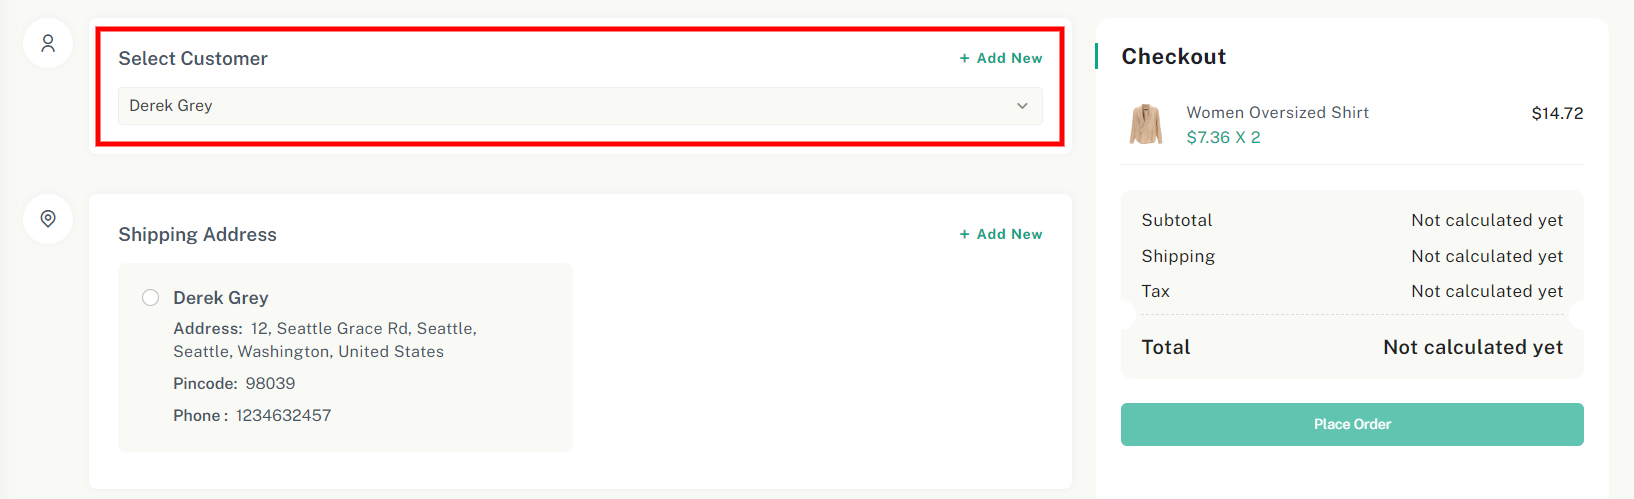 Select Customer
+ Add New
Derek Grey
Shipping Address
+ Add New
Derek Grey
Address: 12, Seattle Grace Rd, Seattle,
Seattle, Washington, United States
Pincode: 98039
Phone : 1234632457
Checkout
Women Oversized Shirt $14.72
$7.36 X 2
Subtotal Not calculated yet
Shipping Not calculated yet
Tax Not calculated yet
Total Not calculated yet
Place Order